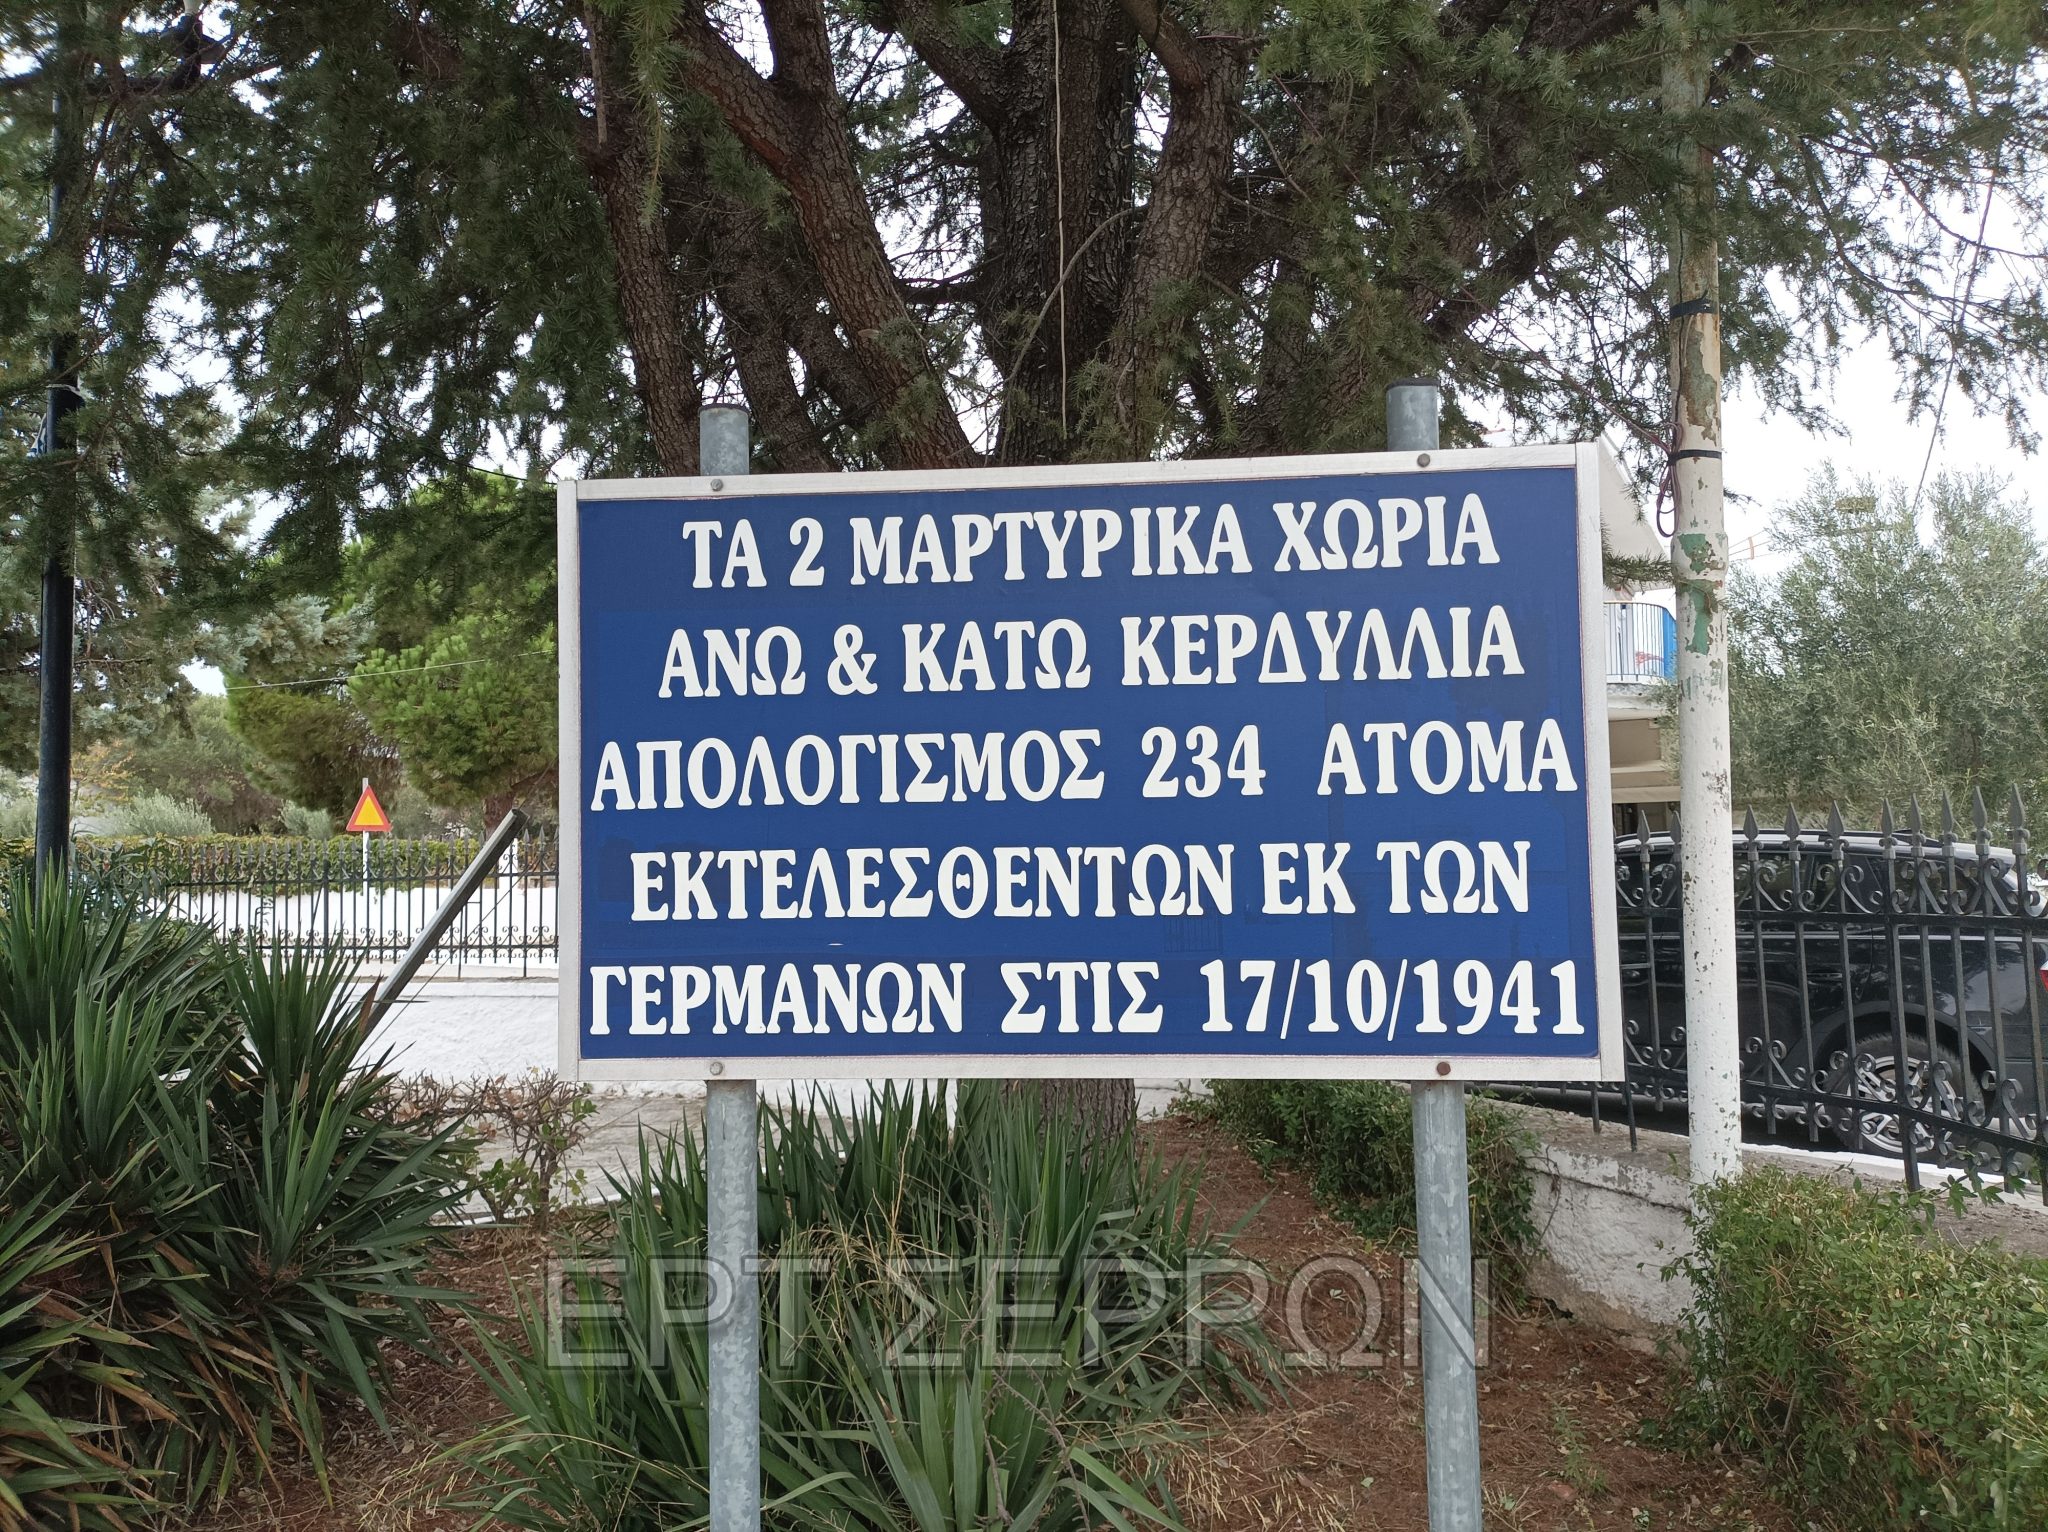 ΤΑ 2 ΜΑΡΤΥΡΙΚΑ ΧΩΡΙΑ
ΑΝΩ & ΚΑΤΩ ΚΕΡΔΥΛΛΙΑ
ΑΠΟΛΟΓΙΣΜΟΣ 234 ΑΤΟΜΑ
ΕΚΤΕΛΕΣΘΕΝΤΩΝ ΕΚ ΤΩΝ
ΓΕΡΜΑΝΩΝ ΣΤΙΣ 17/10/1941
ΕΡΤ ΣΕΡΡΩΝ